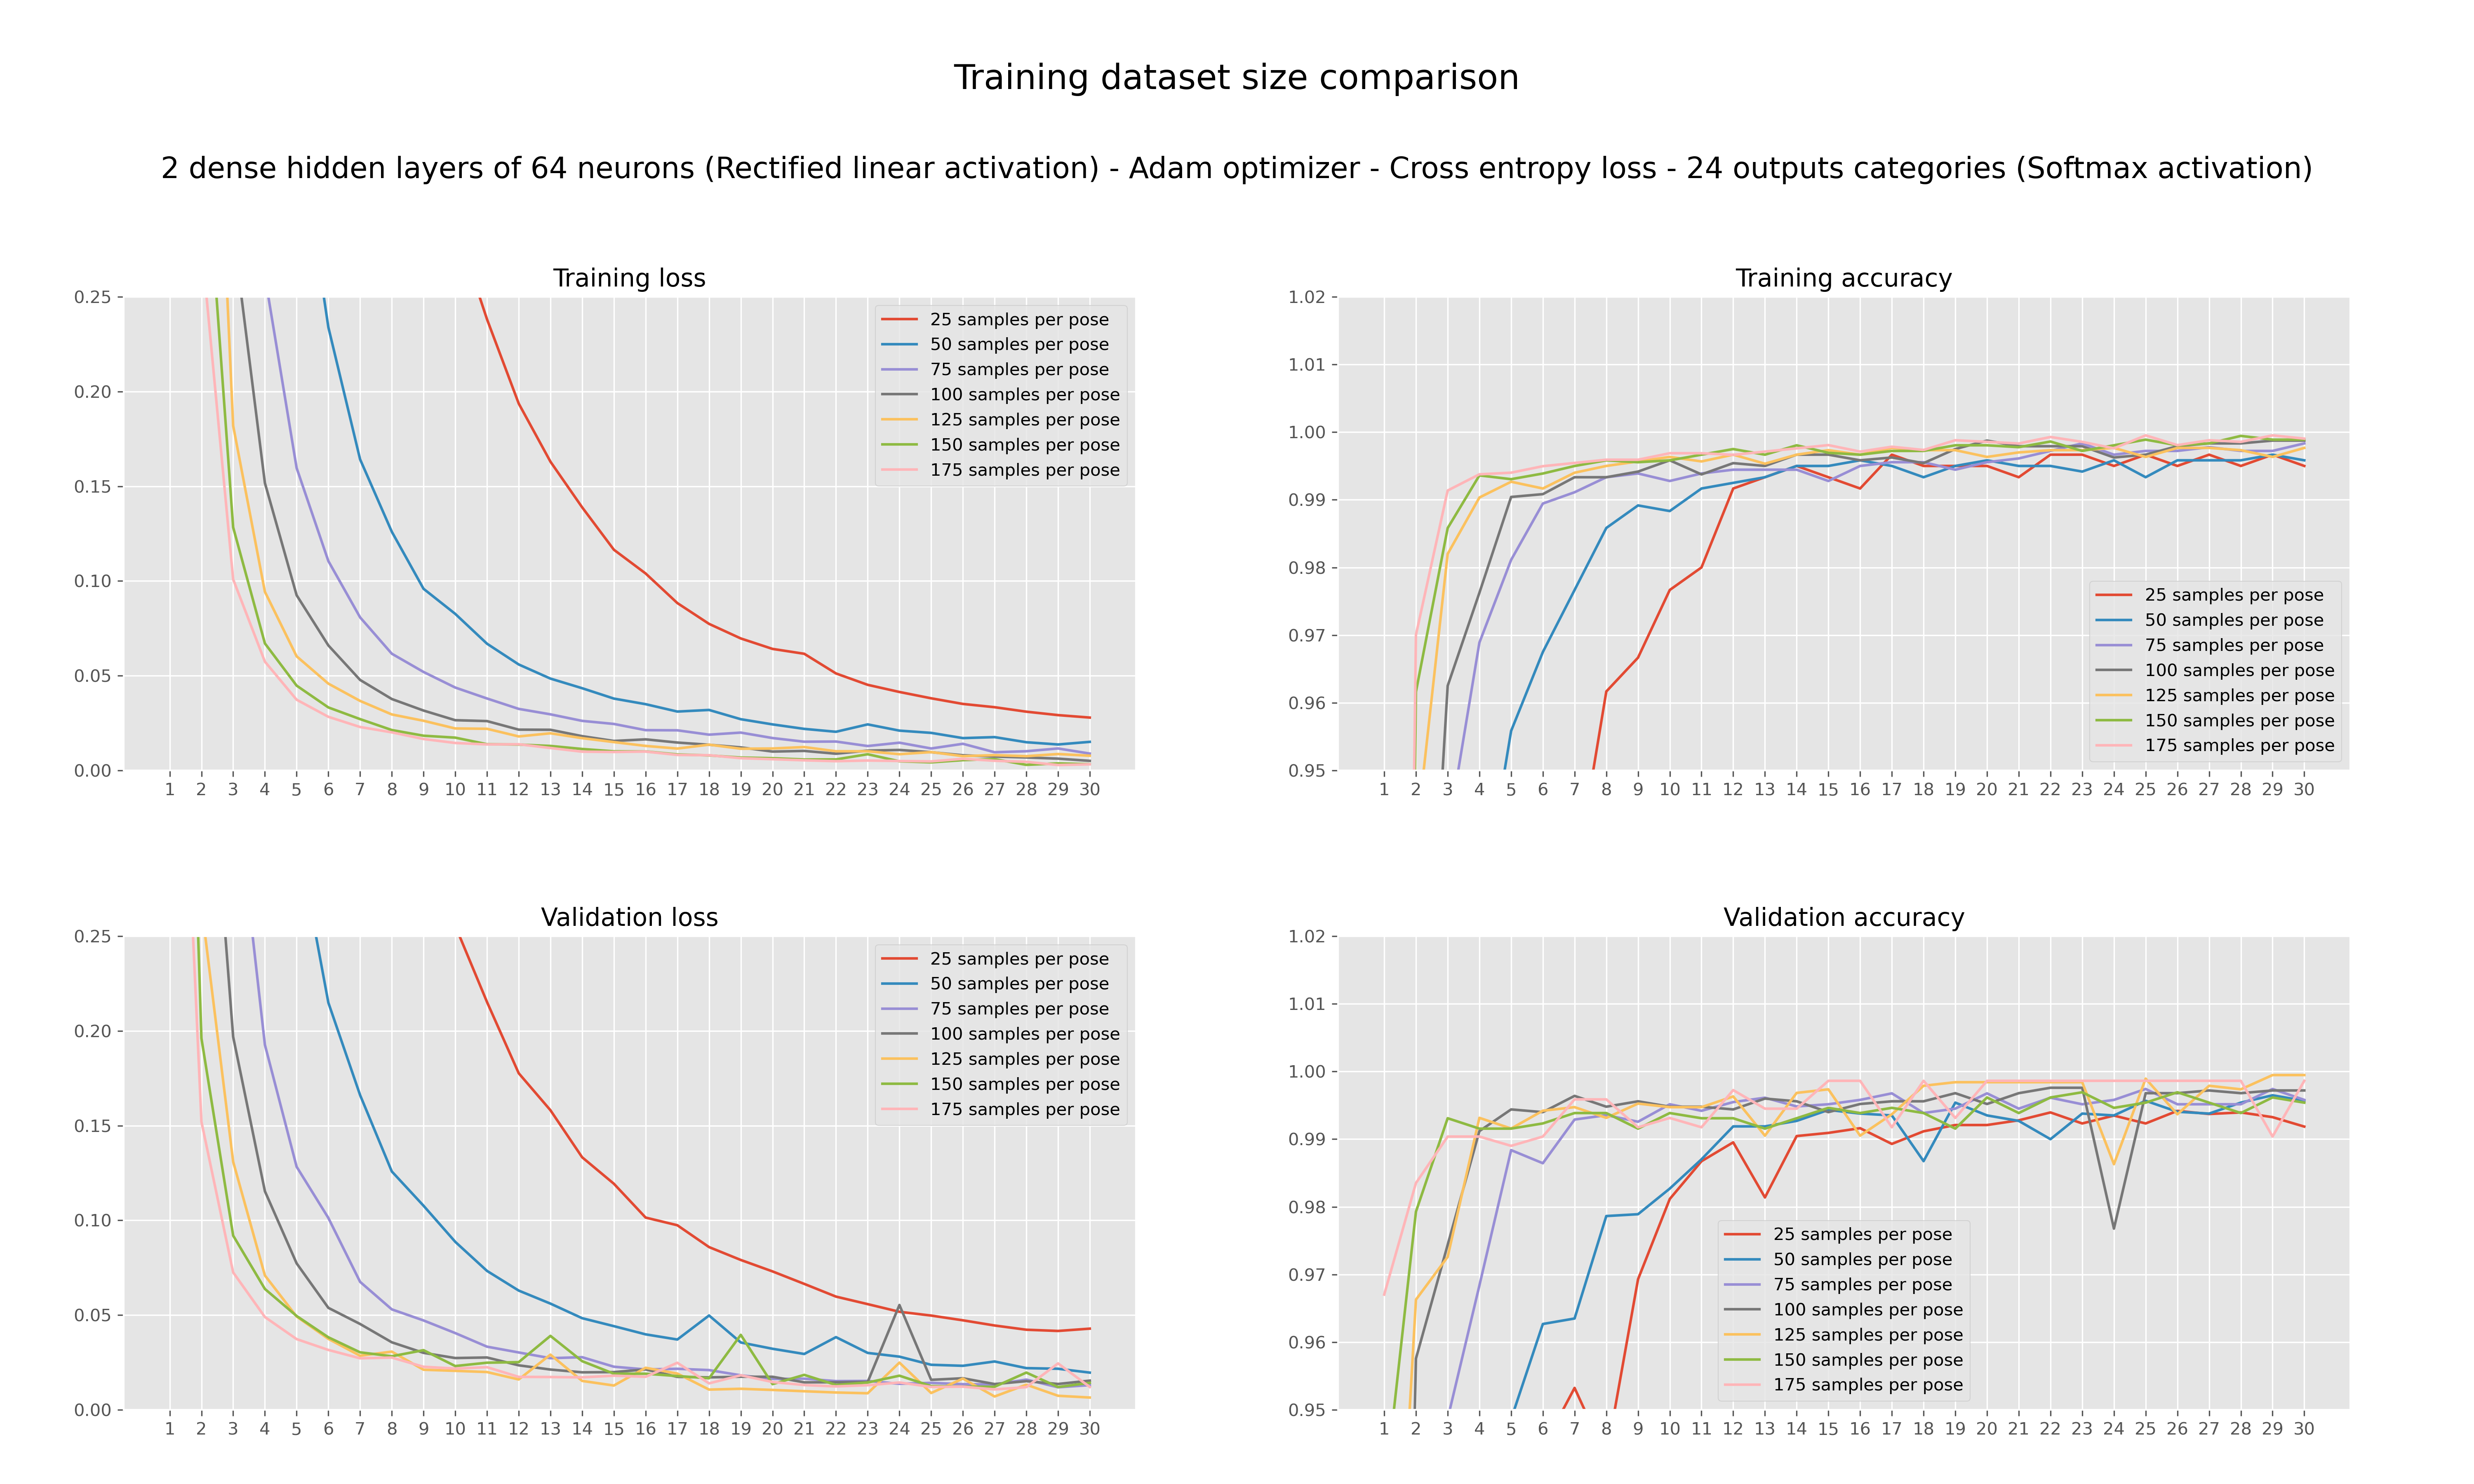 Training dataset size comparison
2 dense hidden layers of 64 neurons (Rectified linear activation) - Adam optimizer - Cross entropy loss - 24 outputs categories (Softmax activation)
Training loss
0.25
0.20
0.15
0.10
0.05
0.00
1 2 3 4 5 6 7 8 9 10 11 12 13 14 15 16 17 18 19 20 21 22 23 24 25 26 27 28 29 30
25 samples per pose
50 samples per pose
75 samples per pose
100 samples per pose
125 samples per pose
150 samples per pose
175 samples per pose
Training accuracy
1.02
1.01
1.00
0.99
0.98
0.97
0.96
0.95
1 2 3 4 5 6 7 8 9 10 11 12 13 14 15 16 17 18 19 20 21 22 23 24 25 26 27 28 29 30
25 samples per pose
50 samples per pose
75 samples per pose
100 samples per pose
125 samples per pose
150 samples per pose
175 samples per pose
Validation loss
0.25
0.20
0.15
0.10
0.05
0.00
1 2 3 4 5 6 7 8 9 10 11 12 13 14 15 16 17 18 19 20 21 22 23 24 25 26 27 28 29 30
25 samples per pose
50 samples per pose
75 samples per pose
100 samples per pose
125 samples per pose
150 samples per pose
175 samples per pose
Validation accuracy
1.02
1.01
1.00
0.99
0.98
0.97
0.96
0.95
1 2 3 4 5 6 7 8 9 10 11 12 13 14 15 16 17 18 19 20 21 22 23 24 25 26 27 28 29 30
25 samples per pose
50 samples per pose
75 samples per pose
100 samples per pose
125 samples per pose
150 samples per pose
175 samples per pose